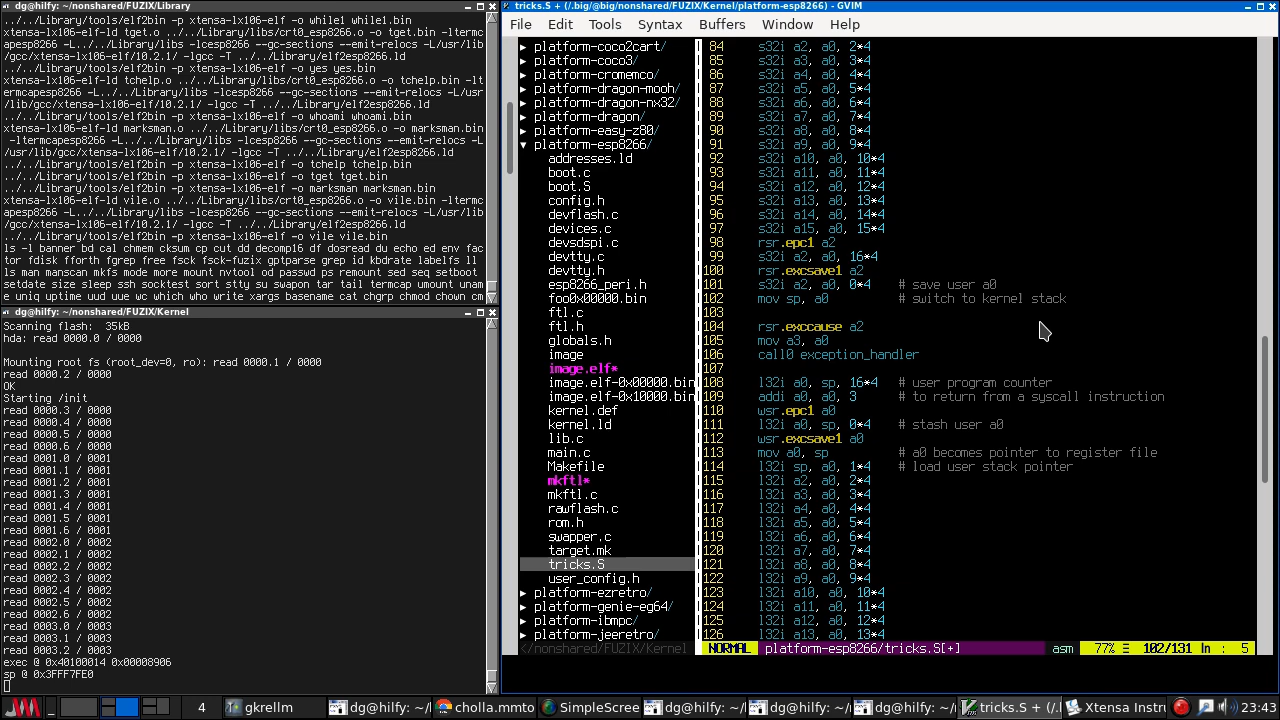 dg@hilfy:~/nonshared/FUZIX/Library
../../Library/tools/elf2bin -p xtensa-lx106-elf -o while1 while1.bin
xtensa-lx106-elf-ld tget.o ../../Library/libs/crt0_esp8266.o -o tget.bin -lterm
capesp8266 -L../../Library/libs -lcesp8266 --gc-sections --emit-relocs -L/usr/lib
/gcc/xtensa-lx106-elf/10.2.1/ -lgcc -T ../../Library/elf2esp8266.ld
../../Library/tools/elf2bin -p xtensa-lx106-elf -o yes yes.bin
xtensa-lx106-elf-ld tchelp.o ../../Library/libs/crt0_esp8266.o -o tchelp.bin -lt
ermcapesp8266 -L../../Library/libs -lcesp8266 --gc-sections --emit-relocs -L/usr
/lib/gcc/xtensa-lx106-elf/10.2.1/ -lgcc -T ../../Library/elf2esp8266.ld
../../Library/tools/elf2bin -p xtensa-lx106-elf -o whoami whoami.bin
xtensa-lx106-elf-ld marksman.o ../../Library/libs/crt0_esp8266.o -o marksman.bin
-ltermcapesp8266 -L../../Library/libs -lcesp8266 --gc-sections --emit-relocs -L
/usr/lib/gcc/xtensa-lx106-elf/10.2.1/ -lgcc -T ../../Library/elf2esp8266.ld
../../Library/tools/elf2bin -p xtensa-lx106-elf -o tchelp tchelp.bin
../../Library/tools/elf2bin -p xtensa-lx106-elf -o tget tget.bin
../../Library/tools/elf2bin -p xtensa-lx106-elf -o marksman marksman.bin
xtensa-lx106-elf-ld vile.o ../../Library/libs/crt0_esp8266.o -o vile.bin -ltermc
apesp8266 -L../../Library/libs -lcesp8266 --gc-sections --emit-relocs -L/usr/lib
/gcc/xtensa-lx106-elf/10.2.1/ -lgcc -T ../../Library/elf2esp8266.ld
../../Library/tools/elf2bin -p xtensa-lx106-elf -o vile vile.bin
ls -l banner bd cal chmem cksum cp cut dd decomp16 df dosread du echo ed env fac
tor fdisk fforth fgrep free fsck fsck-fuzix gptparse grep id kbdrate labelfs ll
ls man manscan mkfs mode more mount nvtool od passwd ps remount sed seq setboot
setdate size sleep ssh socktest sort stty su swapon tar tail termcap umount unam
e uniq uptime uud uue wc which who write xargs basename cat chgrp chmod chown cm
dg@hilfy:~/nonshared/FUZIX/Kernel
Scanning flash:  35kB
hda: read 0000.0 / 0000
Mounting root fs (root_dev=0, ro): read 0000.1 / 0000
read 0000.2 / 0000
OK
Starting /init
read 0000.3 / 0000
read 0000.4 / 0000
read 0000.5 / 0000
read 0000.6 / 0000
read 0001.0 / 0001
read 0001.1 / 0001
read 0001.2 / 0001
read 0001.3 / 0001
read 0001.4 / 0001
read 0001.5 / 0001
read 0001.6 / 0001
read 0002.0 / 0002
read 0002.1 / 0002
read 0002.2 / 0002
read 0002.3 / 0002
read 0002.4 / 0002
read 0002.5 / 0002
read 0002.6 / 0002
read 0003.0 / 0003
read 0003.1 / 0003
read 0003.2 / 0003
exec @ 0x40100014 0x00008906
sp @ 0x3FFF7FE0
tricks.S + (/.big/@big/nonshared/FUZIX/Kernel/platform-esp8266) - GVIM
File Edit Tools Syntax Buffers Window Help
▶ platform-coco2cart/
▶ platform-coco3/
▶ platform-cromemco/
▶ platform-dragon-mooh/
▶ platform-dragon-nx32/
▶ platform-dragon/
▶ platform-easy-z80/
▼ platform-esp8266/
addresses.ld
boot.c
boot.S
config.h
devflash.c
devices.c
devsdspi.c
devtty.c
devtty.h
esp8266_peri.h
foo0x00000.bin
ftl.c
ftl.h
globals.h
image
image.elf*
image.elf-0x00000.bin
image.elf-0x10000.bin
kernel.def
kernel.ld
lib.c
main.c
Makefile
mkftl*
mkftl.c
rawflash.c
rom.h
swapper.c
target.mk
tricks.S
user_config.h
▶ platform-ezretro/
▶ platform-genie-eg64/
▶ platform-ibmpc/
▶ platform-jeeretro/
</nonshared/FUZIX/Kernel
84 s32i a2, a0, 2*4
85 s32i a3, a0, 3*4
86 s32i a4, a0, 4*4
87 s32i a5, a0, 5*4
88 s32i a6, a0, 6*4
89 s32i a7, a0, 7*4
90 s32i a8, a0, 8*4
91 s32i a9, a0, 9*4
92 s32i a10, a0, 10*4
93 s32i a11, a0, 11*4
94 s32i a12, a0, 12*4
95 s32i a13, a0, 13*4
96 s32i a14, a0, 14*4
97 s32i a15, a0, 15*4
98 rsr.epc1 a2
99 s32i a2, a0, 16*4
100 rsr.excsave1 a2
101 s32i a2, a0, 0*4 # save user a0
102 mov sp, a0 # switch to kernel stack
103
104 rsr.exccause a2
105 mov a3, a0
106 call0 exception_handler
107
108 l32i a0, sp, 16*4 # user program counter
109 addi a0, a0, 3 # to return from a syscall instruction
110 wsr.epc1 a0
111 l32i a0, sp, 0*4 # stash user a0
112 wsr.excsave1 a0
113 mov a0, sp # a0 becomes pointer to register file
114 l32i sp, a0, 1*4 # load user stack pointer
115 l32i a2, a0, 2*4
116 l32i a3, a0, 3*4
117 l32i a4, a0, 4*4
118 l32i a5, a0, 5*4
119 l32i a6, a0, 6*4
120 l32i a7, a0, 7*4
121 l32i a8, a0, 8*4
122 l32i a9, a0, 9*4
123 l32i a10, a0, 10*4
124 l32i a11, a0, 11*4
125 l32i a12, a0, 12*4
126 l32i a13, a0, 13*4
NORMAL platform-esp8266/tricks.S[+] asm 77% ☰ 102/131 ln : 5
4 gkrellm dg@hilfy: ~/ cholla.mmto SimpleScree dg@hilfy: ~/ dg@hilfy: ~/ dg@hilfy: ~/ tricks.S + (/. Xtensa Instr 23:43